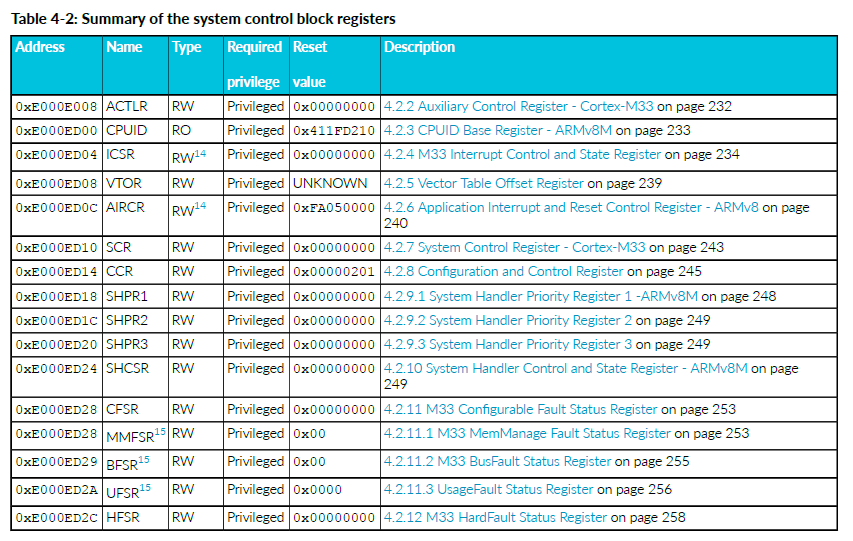 Table 4-2: Summary of the system control block registers
Address Name Type Required privilege Reset value Description
0xE000E008 ACTLR RW Privileged 0x00000000 4.2.2 Auxiliary Control Register - Cortex-M33 on page 232
0xE000ED00 CPUID RO Privileged 0x411FD210 4.2.3 CPUID Base Register - ARMv8M on page 233
0xE000ED04 ICSR RW14 Privileged 0x00000000 4.2.4 M33 Interrupt Control and State Register on page 234
0xE000ED08 VTOR RW Privileged UNKNOWN 4.2.5 Vector Table Offset Register on page 239
0xE000ED0C AIRCR RW14 Privileged 0xFA050000 4.2.6 Application Interrupt and Reset Control Register - ARMv8 on page
240
0xE000ED10 SCR RW Privileged 0x00000000 4.2.7 System Control Register - Cortex-M33 on page 243
0xE000ED14 CCR RW Privileged 0x00000201 4.2.8 Configuration and Control Register on page 245
0xE000ED18 SHPR1 RW Privileged 0x00000000 4.2.9.1 System Handler Priority Register 1 -ARMv8M on page 248
0xE000ED1C SHPR2 RW Privileged 0x00000000 4.2.9.2 System Handler Priority Register 2 on page 249
0xE000ED20 SHPR3 RW Privileged 0x00000000 4.2.9.3 System Handler Priority Register 3 on page 249
0xE000ED24 SHCSR RW Privileged 0x00000000 4.2.10 System Handler Control and State Register - ARMv8M on page
249
0xE000ED28 CFSR RW Privileged 0x00000000 4.2.11 M33 Configurable Fault Status Register on page 253
0xE000ED28 MMFSR15 RW Privileged 0x00 4.2.11.1 M33 MemManage Fault Status Register on page 253
0xE000ED29 BFSR15 RW Privileged 0x00 4.2.11.2 M33 BusFault Status Register on page 255
0xE000ED2A UFSR15 RW Privileged 0x0000 4.2.11.3 UsageFault Status Register on page 256
0xE000ED2C HFSR RW Privileged 0x00000000 4.2.12 M33 HardFault Status Register on page 258